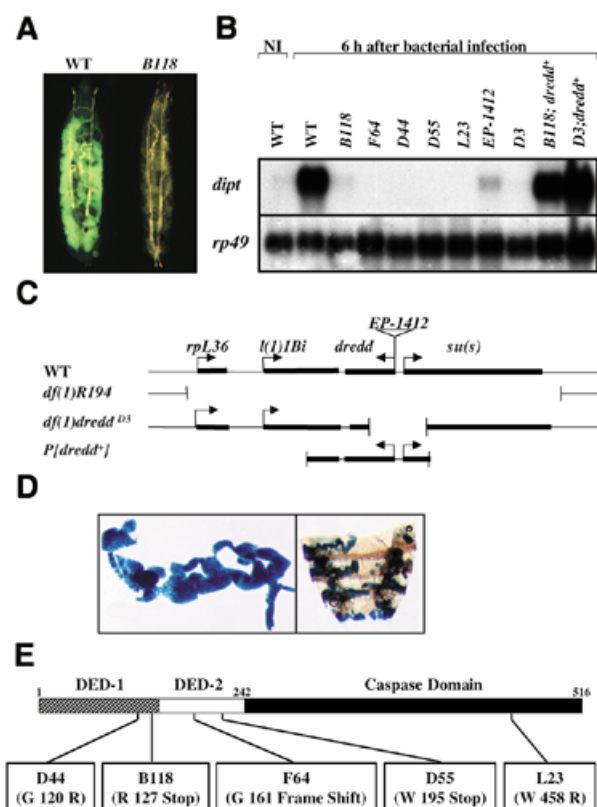 A
WT B118
B
NI 6 h after bacterial infection
WT WT B118 F64 D44 D55 L23 EP-1412 D3 B118; dredd+ D3;dredd+
dipt
rp49
C
EP-1412
rpL36 l(1)1Bi dredd su(s)
WT
df(1)R194
df(1)dredd D3
P[dredd+]
D
E
1 DED-1 DED-2 242 Caspase Domain 516
D44 B118 F64 D55 L23
(G 120 R) (R 127 Stop) (G 161 Frame Shift) (W 195 Stop) (W 458 R)